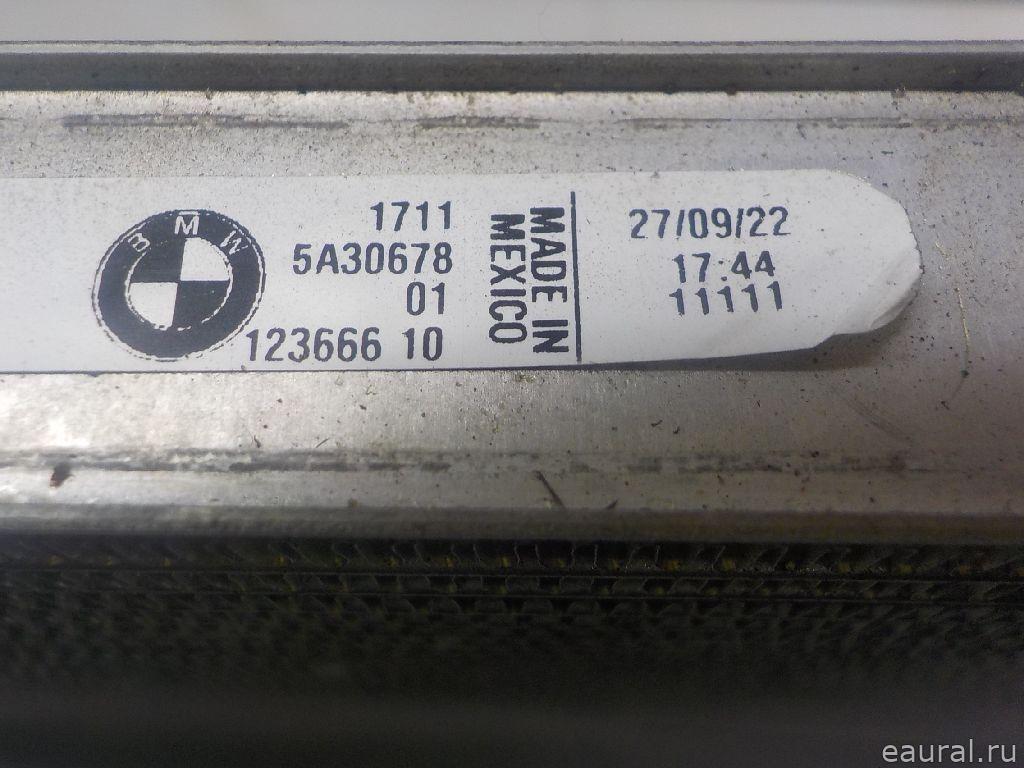 BMW
1711
5A30678
01
123666 10
MADE IN
MEXICO
27/09/22
17:44
11111
eaural.ru